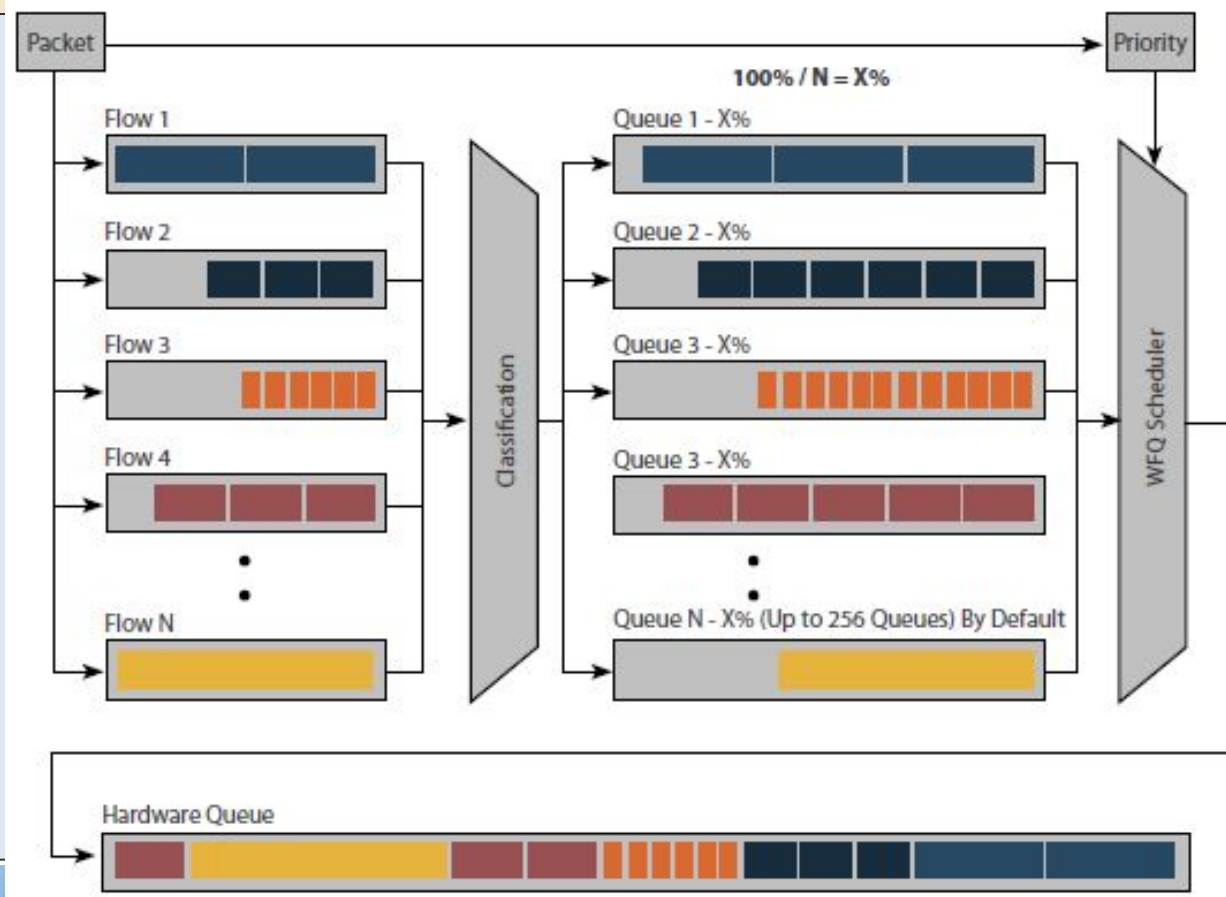 Packet
Priority
100% / N = X%
Flow 1
Queue 1 - X%
Flow 2
Queue 2 - X%
Flow 3
Queue 3 - X%
Classification
WFQ Scheduler
Flow 4
Queue 3 - X%
Flow N
Queue N - X% (Up to 256 Queues) By Default
Hardware Queue